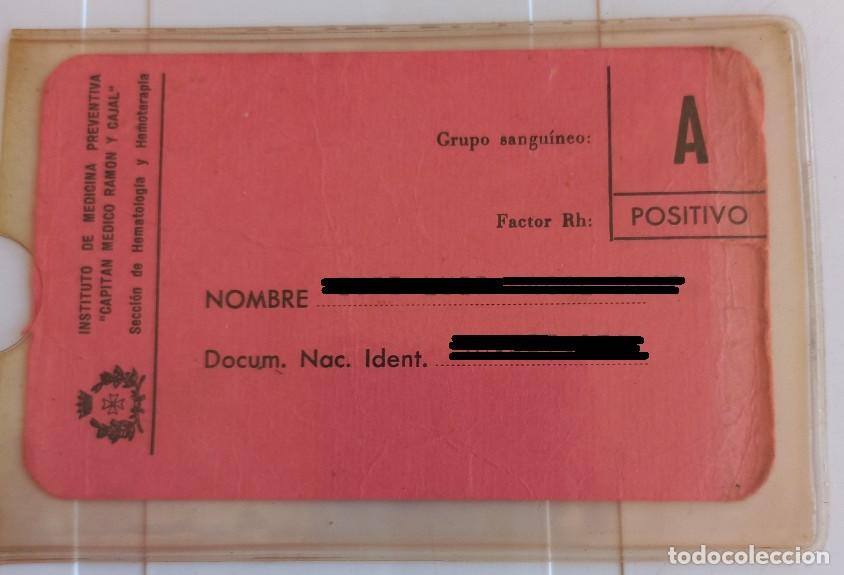 INSTITUTO DE MEDICINA PREVENTIVA
"CAPITAN MEDICO RAMON Y CAJAL"
Sección de Hematología y Hemoterapia
Grupo sanguíneo:
A
Factor Rh:
POSITIVO
NOMBRE
Docum. Nac. Ident.
todocoleccion